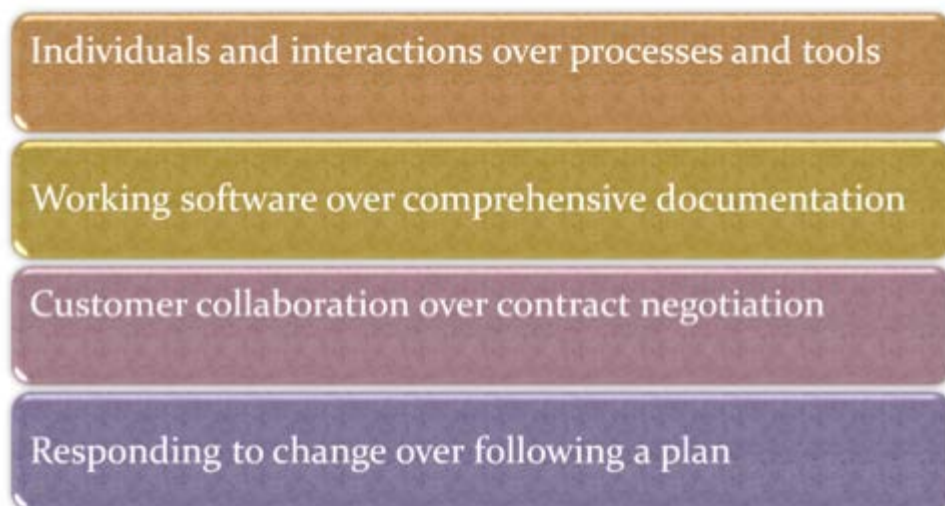 Individuals and interactions over processes and tools
Working software over comprehensive documentation
Customer collaboration over contract negotiation
Responding to change over following a plan